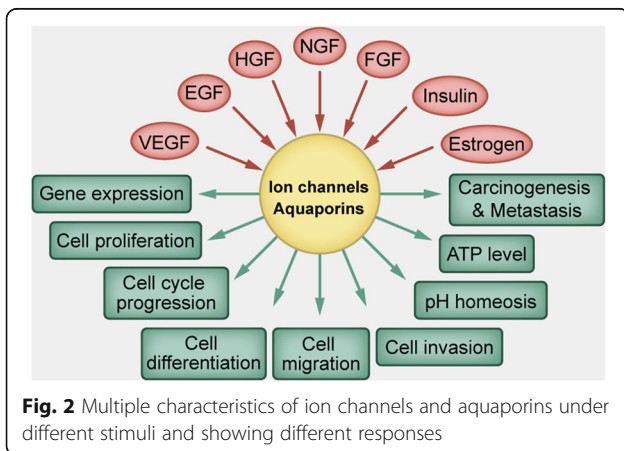 NGF
HGF
FGF
EGF
Insulin
VEGF
Estrogen
Ion channels
Aquaporins
Gene expression
Carcinogenesis
& Metastasis
Cell proliferation
ATP level
Cell cycle
progression
pH homeosis
Cell
differentiation
Cell
migration
Cell invasion
Fig. 2 Multiple characteristics of ion channels and aquaporins under
different stimuli and showing different responses